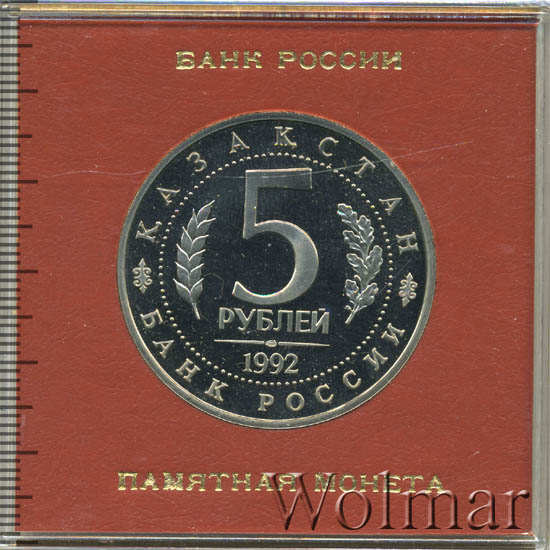 БАНК РОССИИ
КАЗАКСТАН
5
РУБЛЕЙ
1992
БАНК РОССИИ
ПАМЯТНАЯ МОНЕТА
Wolmar